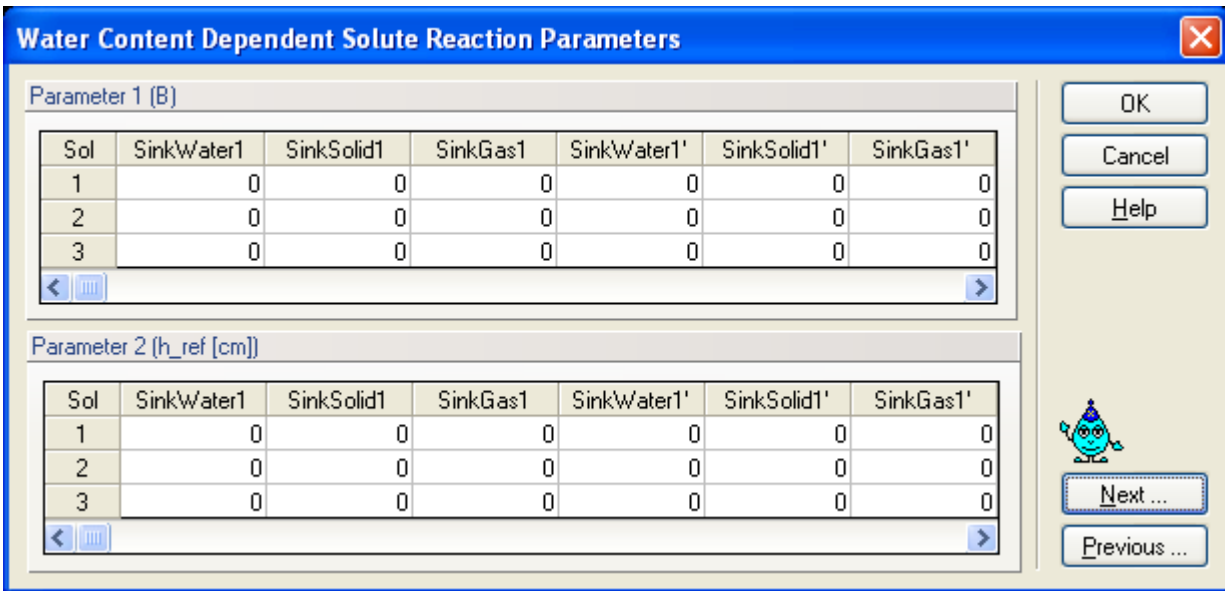 Water Content Dependent Solute Reaction Parameters
Parameter 1 (B)
Sol SinkWater1 SinkSolid1 SinkGas1 SinkWater1' SinkSolid1' SinkGas1'
1 0 0 0 0 0 0
2 0 0 0 0 0 0
3 0 0 0 0 0 0
Parameter 2 (h_ref [cm])
Sol SinkWater1 SinkSolid1 SinkGas1 SinkWater1' SinkSolid1' SinkGas1'
1 0 0 0 0 0 0
2 0 0 0 0 0 0
3 0 0 0 0 0 0
OK
Cancel
Help
Next ...
Previous ...